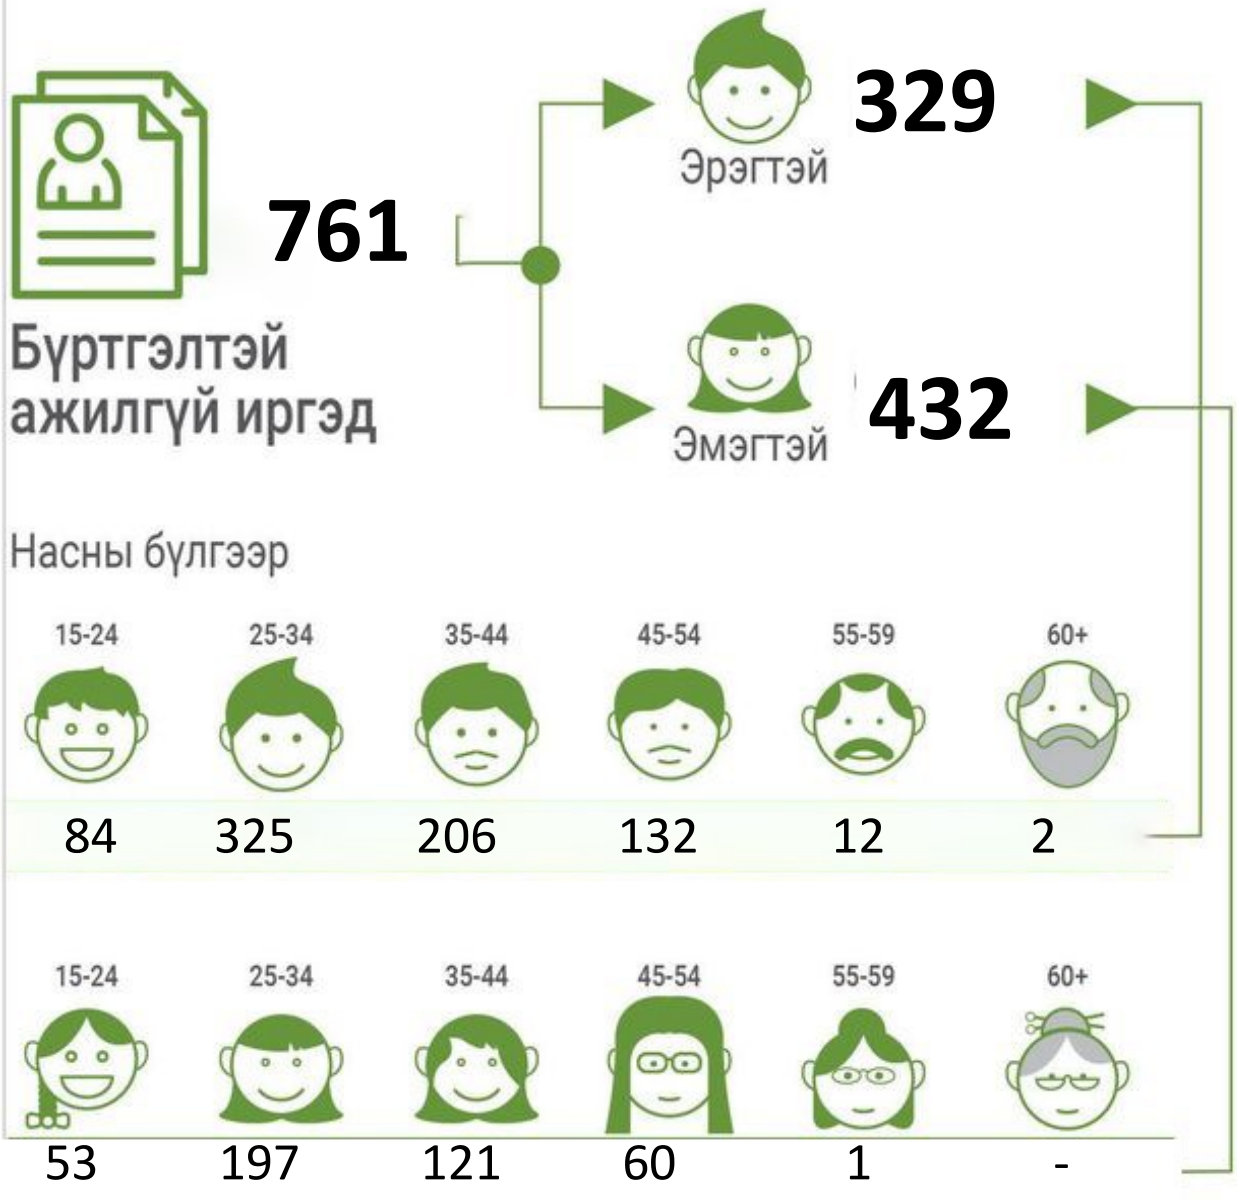 329
Эрэгтэй
761
Бүртгэлтэй
ажилгүй иргэд
432
Эмэгтэй
Насны бүлгээр
15-24 25-34 35-44 45-54 55-59 60+
84 325 206 132 12 2
15-24 25-34 35-44 45-54 55-59 60+
53 197 121 60 1 -